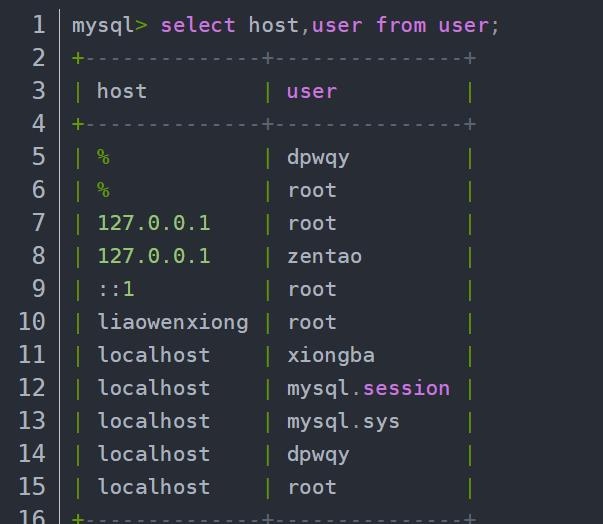 1 mysql> select host,user from user;
2 +--------------+---------------+
3 | host         | user          |
4 +--------------+---------------+
5 | %            | dpwqy         |
6 | %            | root          |
7 | 127.0.0.1    | root          |
8 | 127.0.0.1    | zentao        |
9 | ::1          | root          |
10 | liaowenxiong | root          |
11 | localhost    | xiongba       |
12 | localhost    | mysql.session |
13 | localhost    | mysql.sys     |
14 | localhost    | dpwqy         |
15 | localhost    | root          |
16 +--------------+---------------+